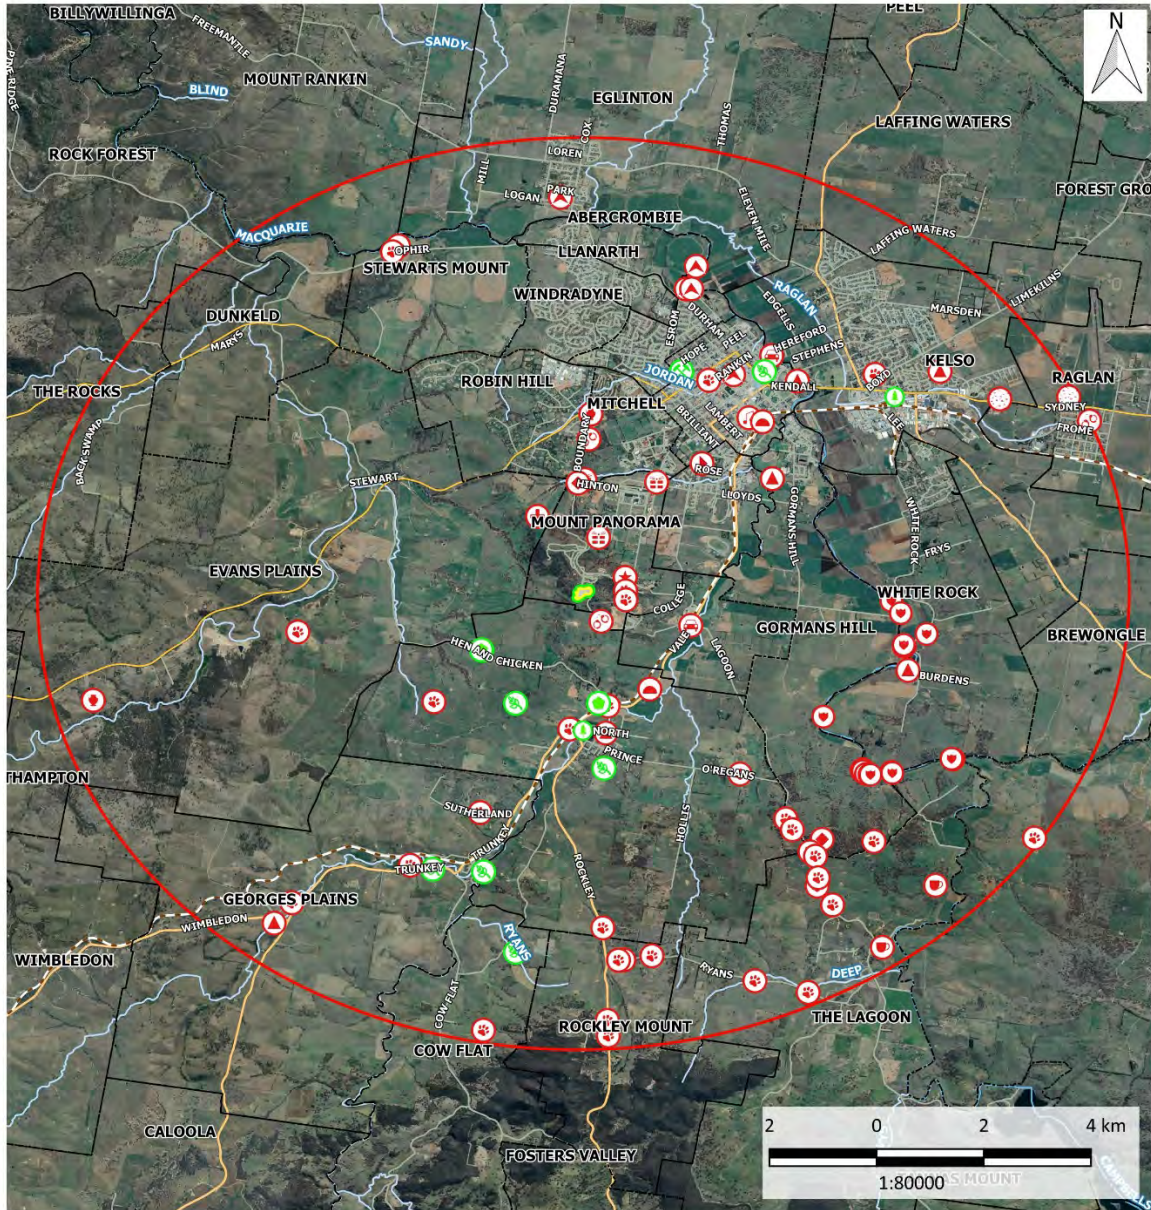 BILLYWILLINGA
PEEL
N
FREEMANTLE
SANDY
PINE RIDGE
MOUNT RANKIN
DURAMANA
BLIND
EGLINTON
COX
THOMAS
LAFFING WATERS
ROCK FOREST
LOREN
MILL
PARK
LOGAN
FOREST GRO
ELEVEN MILE
ABERCROMBIE
MACQUARIE
LAFFING WATERS
OPHIR
LLANARTH
STEWARTS MOUNT
LIMEKILNS
WINDRADYNE
RAGLAN
EDGELLS
DUNKELD
DURHAM
MARSDEN
ESROM
PEEL
HEREFORD
MARYS
HOPE
STEPHENS
KELSO
RANKIN
JORDAN
ROBIN HILL
KENDALL
BOYD
RAGLAN
THE ROCKS
MITCHELL
SYDNEY
LAMBERT
FROME
BRILLIANT
LEE
BACK SWAMP
BOUNDARY
STEWART
ROSE
HINTON
LLOYDS
GORMANS HILL
MOUNT PANORAMA
WHITE ROCK
FRYS
EVANS PLAINS
WHITE ROCK
COLLEGE
GORMANS HILL
BREWONGLE
HEN AND CHICKEN
VALE
LAGOON
BURDENS
NORTH
PRINCE
O'REGANS
THAMPTON
HOLLIS
SUTHERLAND
TRUNKEY
TRUNKEY
ROCKLEY
GEORGES PLAINS
WIMBLEDON
RYANS
WIMBLEDON
RYANS
DEEP
COW FLAT
THE LAGOON
ROCKLEY MOUNT
COW FLAT
CALOOLA
2 0 2 4 km
FOSTERS VALLEY
1:80000
MOUNT
CAMPBELLS